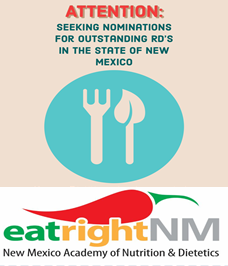 ATTENTION:
SEEKING NOMINATIONS
FOR OUTSTANDING RD'S
IN THE STATE OF NEW
MEXICO
eatrightNM
New Mexico Academy of Nutrition & Dietetics